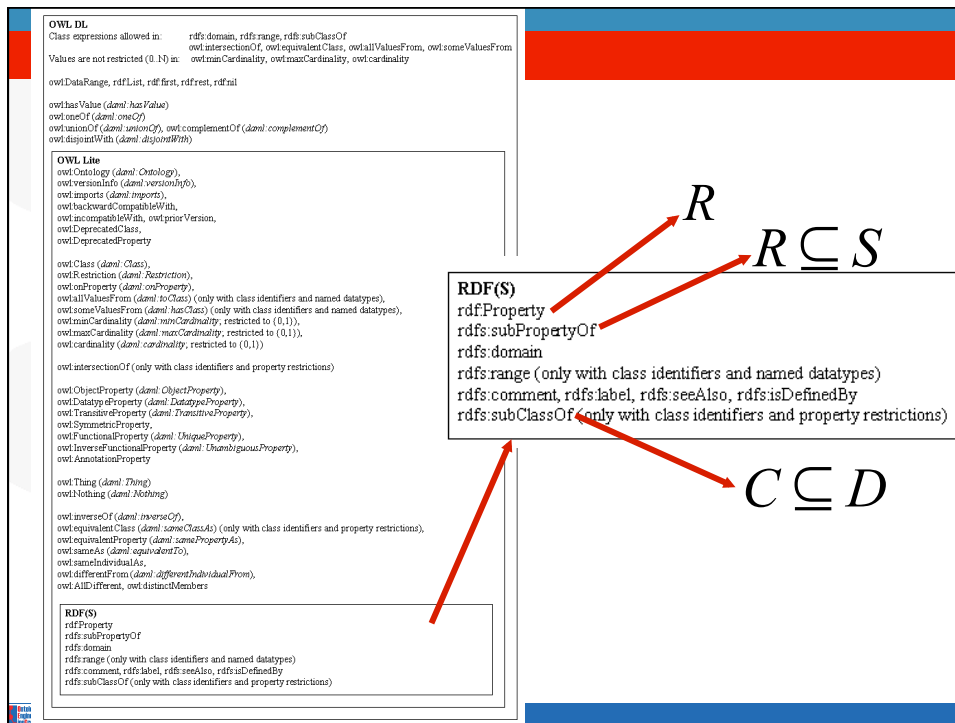 OWL DL
Class expressions allowed in: rdfs:domain, rdfs:range, rdfs:subClassOf
owl:intersectionOf, owl:equivalentClass, owl:allValuesFrom, owl:someValuesFrom
Values are not restricted (0..N) in: owl:minCardinality, owl:maxCardinality, owl:cardinality
owl:DataRange, rdf:List, rdf:first, rdf:rest, rdf:nil
owl:hasValue (daml:hasValue)
owl:oneOf (daml:oneOf)
owl:unionOf (daml:unionOf), owl:complementOf (daml:complementOf)
owl:disjointWith (daml:disjointWith)
OWL Lite
owl:Ontology (daml:Ontology),
owl:versionInfo (daml:versionInfo),
owl:imports (daml:imports),
owl:backwardCompatibleWith,
owl:incompatibleWith, owl:priorVersion,
owl:DeprecatedClass,
owl:DeprecatedProperty
owl:Class (daml:Class),
owl:Restriction (daml:Restriction),
owl:onProperty (daml:onProperty),
owl:allValuesFrom (daml:toClass) (only with class identifiers and named datatypes),
owl:someValuesFrom (daml:hasClass) (only with class identifiers and named datatypes),
owl:minCardinality (daml:minCardinality; restricted to {0,1}),
owl:maxCardinality (daml:maxCardinality; restricted to {0,1}),
owl:cardinality (daml:cardinality; restricted to {0,1})
owl:intersectionOf (only with class identifiers and property restrictions)
owl:ObjectProperty (daml:ObjectProperty),
owl:DatatypeProperty (daml:DatatypeProperty),
owl:TransitiveProperty (daml:TransitiveProperty),
owl:SymmetricProperty,
owl:FunctionalProperty (daml:UniqueProperty),
owl:InverseFunctionalProperty (daml:UnambiguousProperty),
owl:AnnotationProperty
owl:Thing (daml:Thing)
owl:Nothing (daml:Nothing)
owl:inverseOf (daml:inverseOf),
owl:equivalentClass (daml:sameClassAs) (only with class identifiers and property restrictions),
owl:equivalentProperty (daml:samePropertyAs),
owl:sameAs (daml:equivalentTo),
owl:sameIndividualAs,
owl:differentFrom (daml:differentIndividualFrom),
owl:AllDifferent, owl:distinctMembers
RDF(S)
rdf:Property
rdfs:subPropertyOf
rdfs:domain
rdfs:range (only with class identifiers and named datatypes)
rdfs:comment, rdfs:label, rdfs:seeAlso, rdfs:isDefinedBy
rdfs:subClassOf (only with class identifiers and property restrictions)
R
R ⊆ S
RDF(S)
rdf:Property
rdfs:subPropertyOf
rdfs:domain
rdfs:range (only with class identifiers and named datatypes)
rdfs:comment, rdfs:label, rdfs:seeAlso, rdfs:isDefinedBy
rdfs:subClassOf (only with class identifiers and property restrictions)
C ⊆ D